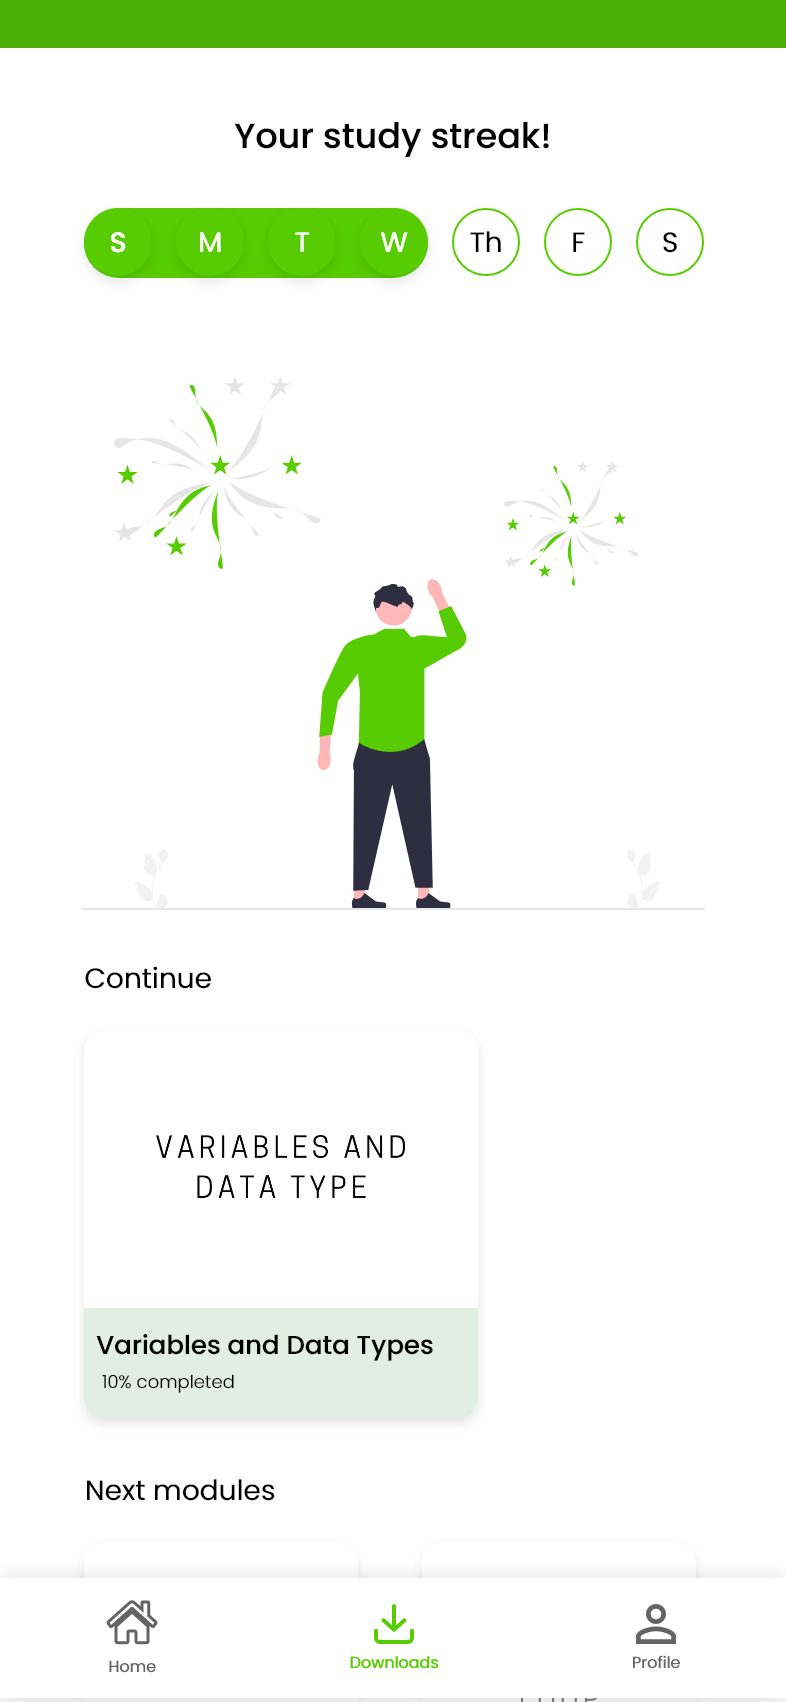 Your study streak!
S M T W Th F S
Continue
VARIABLES AND
DATA TYPE
Variables and Data Types
10% completed
Next modules
Home Downloads Profile